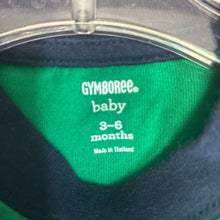 GYMBOREE®
baby
3-6
months
Made in Thailand